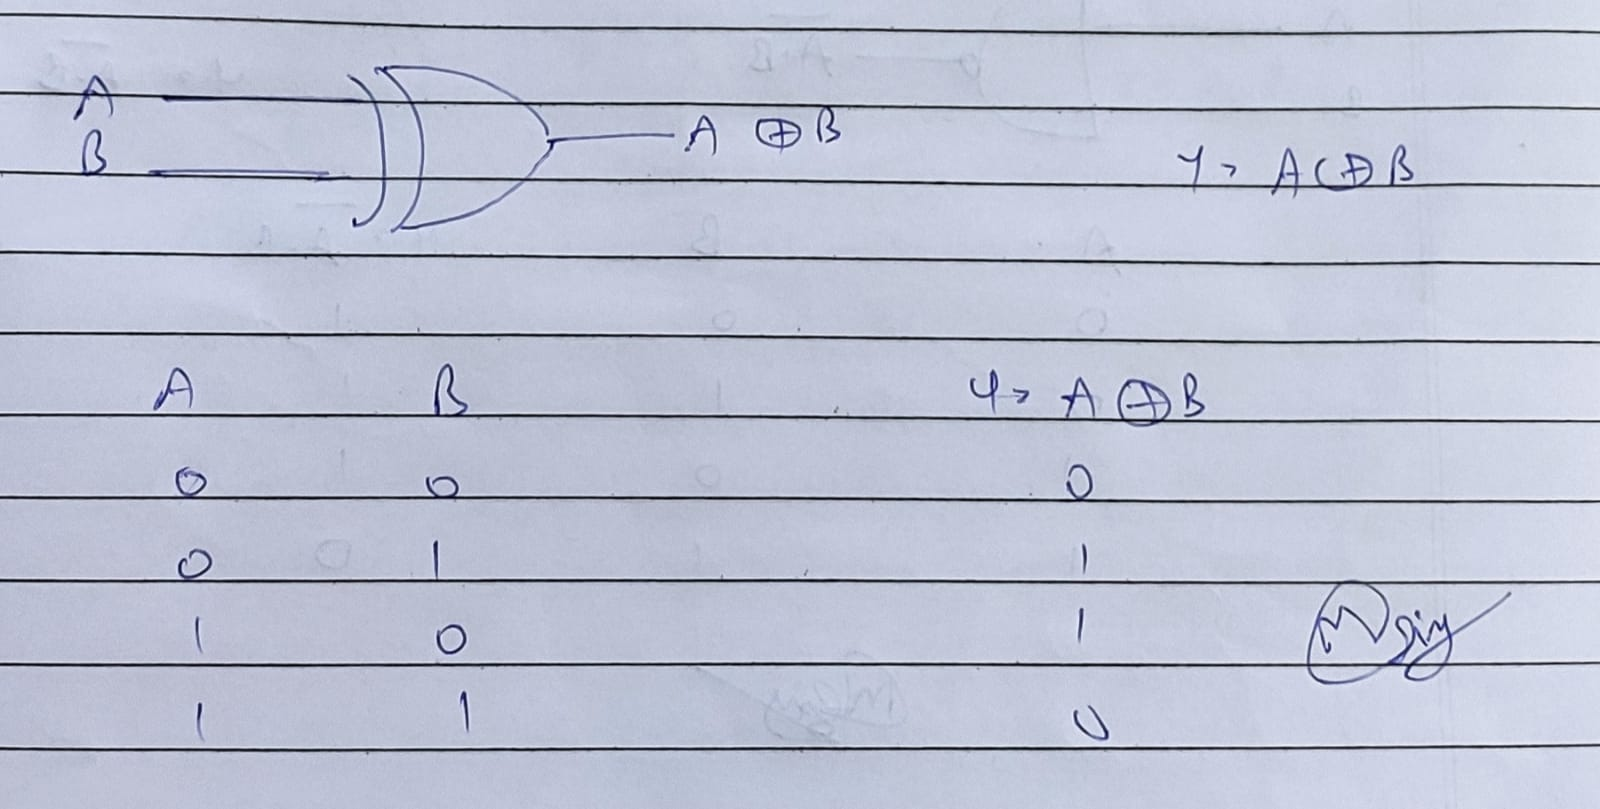 A
B
A ⊕ B
Y = A ⊕ B
A B Y = A ⊕ B
0 0 0
0 1 1
1 0 1
1 1 0